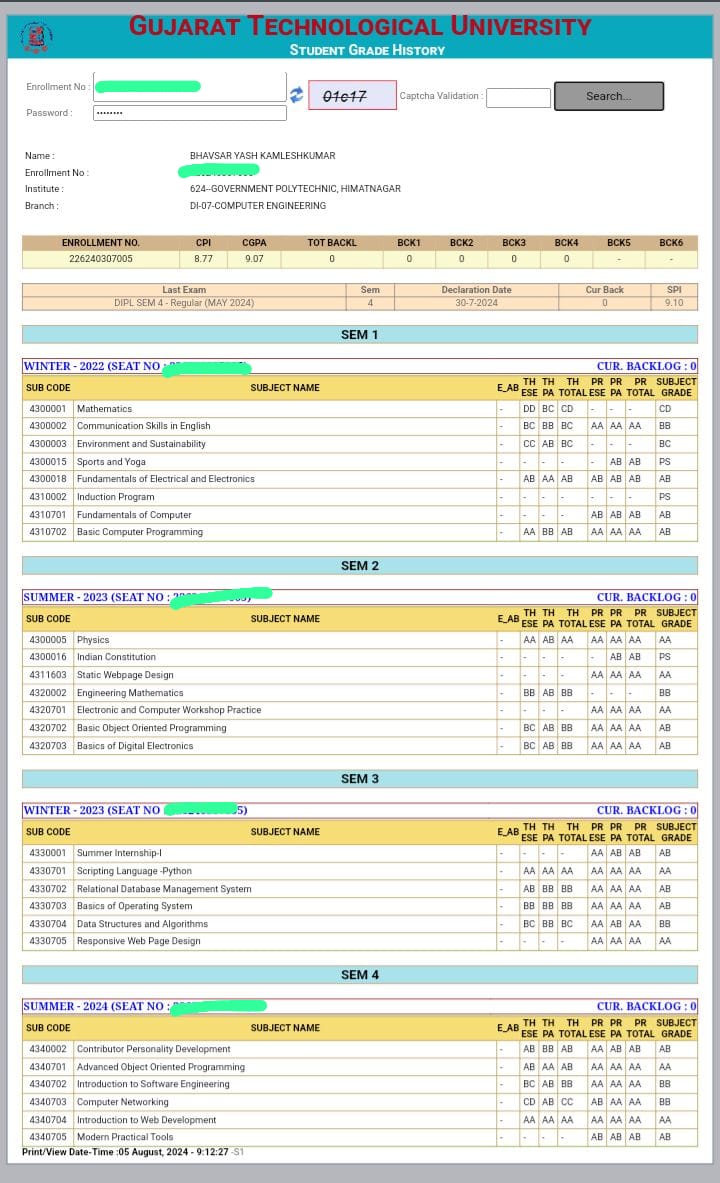 GUJARAT TECHNOLOGICAL UNIVERSITY
STUDENT GRADE HISTORY
Enrollment No :
01c17 Captcha Validation : Search...
Password : ********
Name : BHAVSAR YASH KAMLESHKUMAR
Enrollment No :
Institute : 624--GOVERNMENT POLYTECHNIC, HIMATNAGAR
Branch : DI-07-COMPUTER ENGINEERING
ENROLLMENT NO. CPI CGPA TOT BACKL BCK1 BCK2 BCK3 BCK4 BCK5 BCK6
226240307005 8.77 9.07 0 0 0 0 0 - -
Last Exam Sem Declaration Date Cur Back SPI
DIPL SEM 4 - Regular (MAY 2024) 4 30-7-2024 0 9.10
SEM 1
WINTER - 2022 (SEAT NO : CUR. BACKLOG : 0
SUB CODE SUBJECT NAME E_AB TH ESE TH PA TH TOTAL PR ESE PR PA PR TOTAL SUBJECT GRADE
4300001 Mathematics - DD BC CD - - - CD
4300002 Communication Skills in English - BC BB BC AA AA AA BB
4300003 Environment and Sustainability - CC AB BC - - - BC
4300015 Sports and Yoga - - - - - AB AB PS
4300018 Fundamentals of Electrical and Electronics - AB AA AB AB AB AB AB
4310002 Induction Program - - - - - - - PS
4310701 Fundamentals of Computer - - - - AB AB AB AB
4310702 Basic Computer Programming - AA BB AB AA AA AA AB
SEM 2
SUMMER - 2023 (SEAT NO : CUR. BACKLOG : 0
SUB CODE SUBJECT NAME E_AB TH ESE TH PA TH TOTAL PR ESE PR PA PR TOTAL SUBJECT GRADE
4300005 Physics - AA AB AA AA AA AA AA
4300016 Indian Constitution - - - - - AB AB PS
4311603 Static Webpage Design - - - - AA AA AA AA
4320002 Engineering Mathematics - BB AB BB - - - BB
4320701 Electronic and Computer Workshop Practice - - - - AA AA AA AA
4320702 Basic Object Oriented Programming - BC AB BB AA AA AA AB
4320703 Basics of Digital Electronics - BC AB BB AA AA AA AB
SEM 3
WINTER - 2023 (SEAT NO 5) CUR. BACKLOG : 0
SUB CODE SUBJECT NAME E_AB TH ESE TH PA TH TOTAL PR ESE PR PA PR TOTAL SUBJECT GRADE
4330001 Summer Internship-I - - - - AA AB AB AB
4330701 Scripting Language -Python - AA AA AA AA AA AA AA
4330702 Relational Database Management System - AB BB BB AA AA AA AB
4330703 Basics of Operating System - BB BB BB AA AA AA AB
4330704 Data Structures and Algorithms - BC BB BC AA AB AA BB
4330705 Responsive Web Page Design - - - - AA AA AA AA
SEM 4
SUMMER - 2024 (SEAT NO : CUR. BACKLOG : 0
SUB CODE SUBJECT NAME E_AB TH ESE TH PA TH TOTAL PR ESE PR PA PR TOTAL SUBJECT GRADE
4340002 Contributor Personality Development - AB BB AB AA AB AB AB
4340701 Advanced Object Oriented Programming - AB AA AB AA AA AA AA
4340702 Introduction to Software Engineering - BC AB BB AA AA AA BB
4340703 Computer Networking - CD AB CC AB AA AA BB
4340704 Introduction to Web Development - AA AA AA AA AA AA AA
4340705 Modern Practical Tools - - - - AB AB AB AB
Print/View Date-Time :05 August, 2024 - 9:12:27 -S1